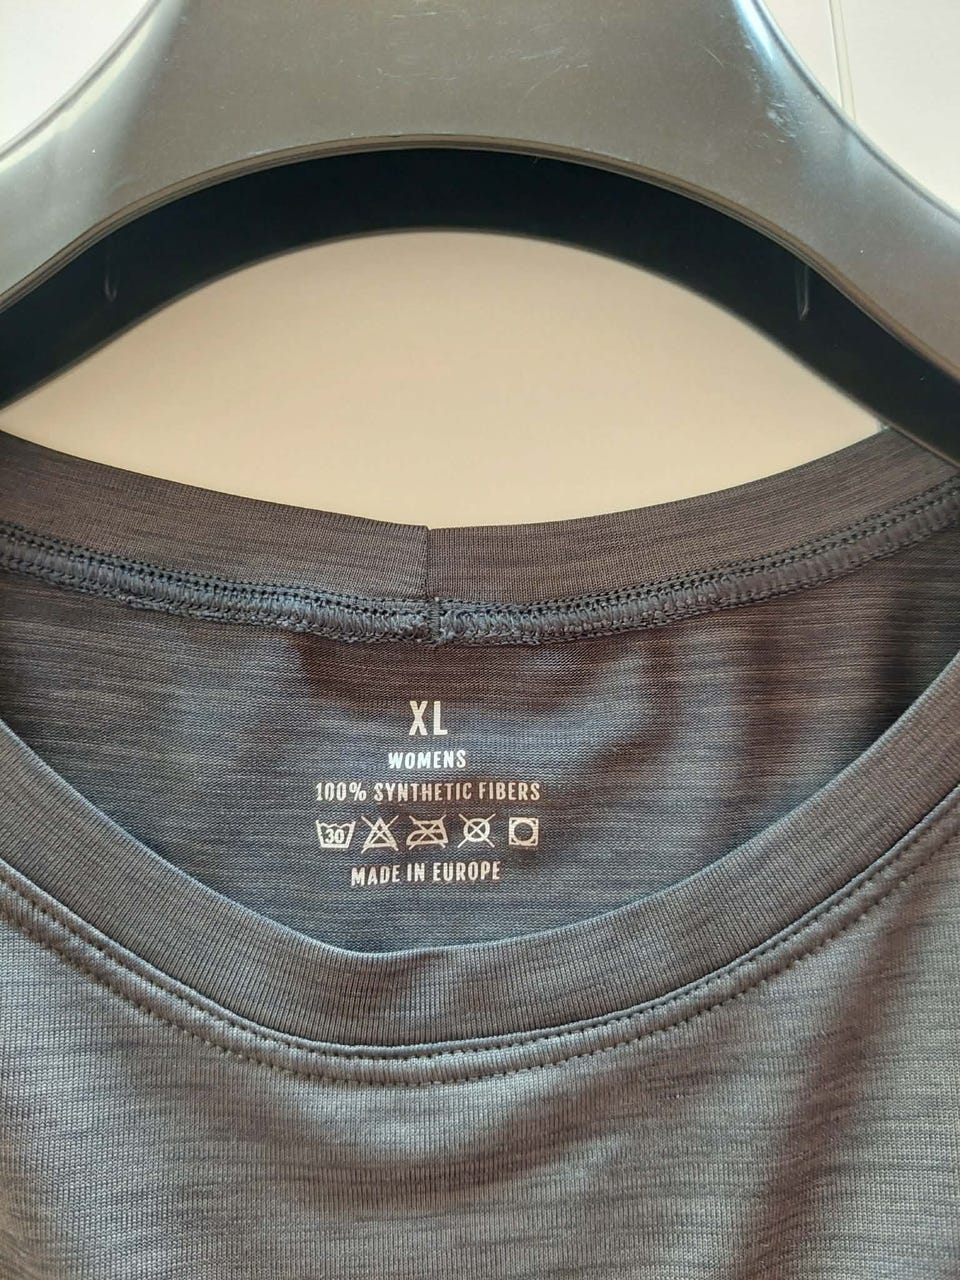 XL
WOMENS
100% SYNTHETIC FIBERS
30
MADE IN EUROPE